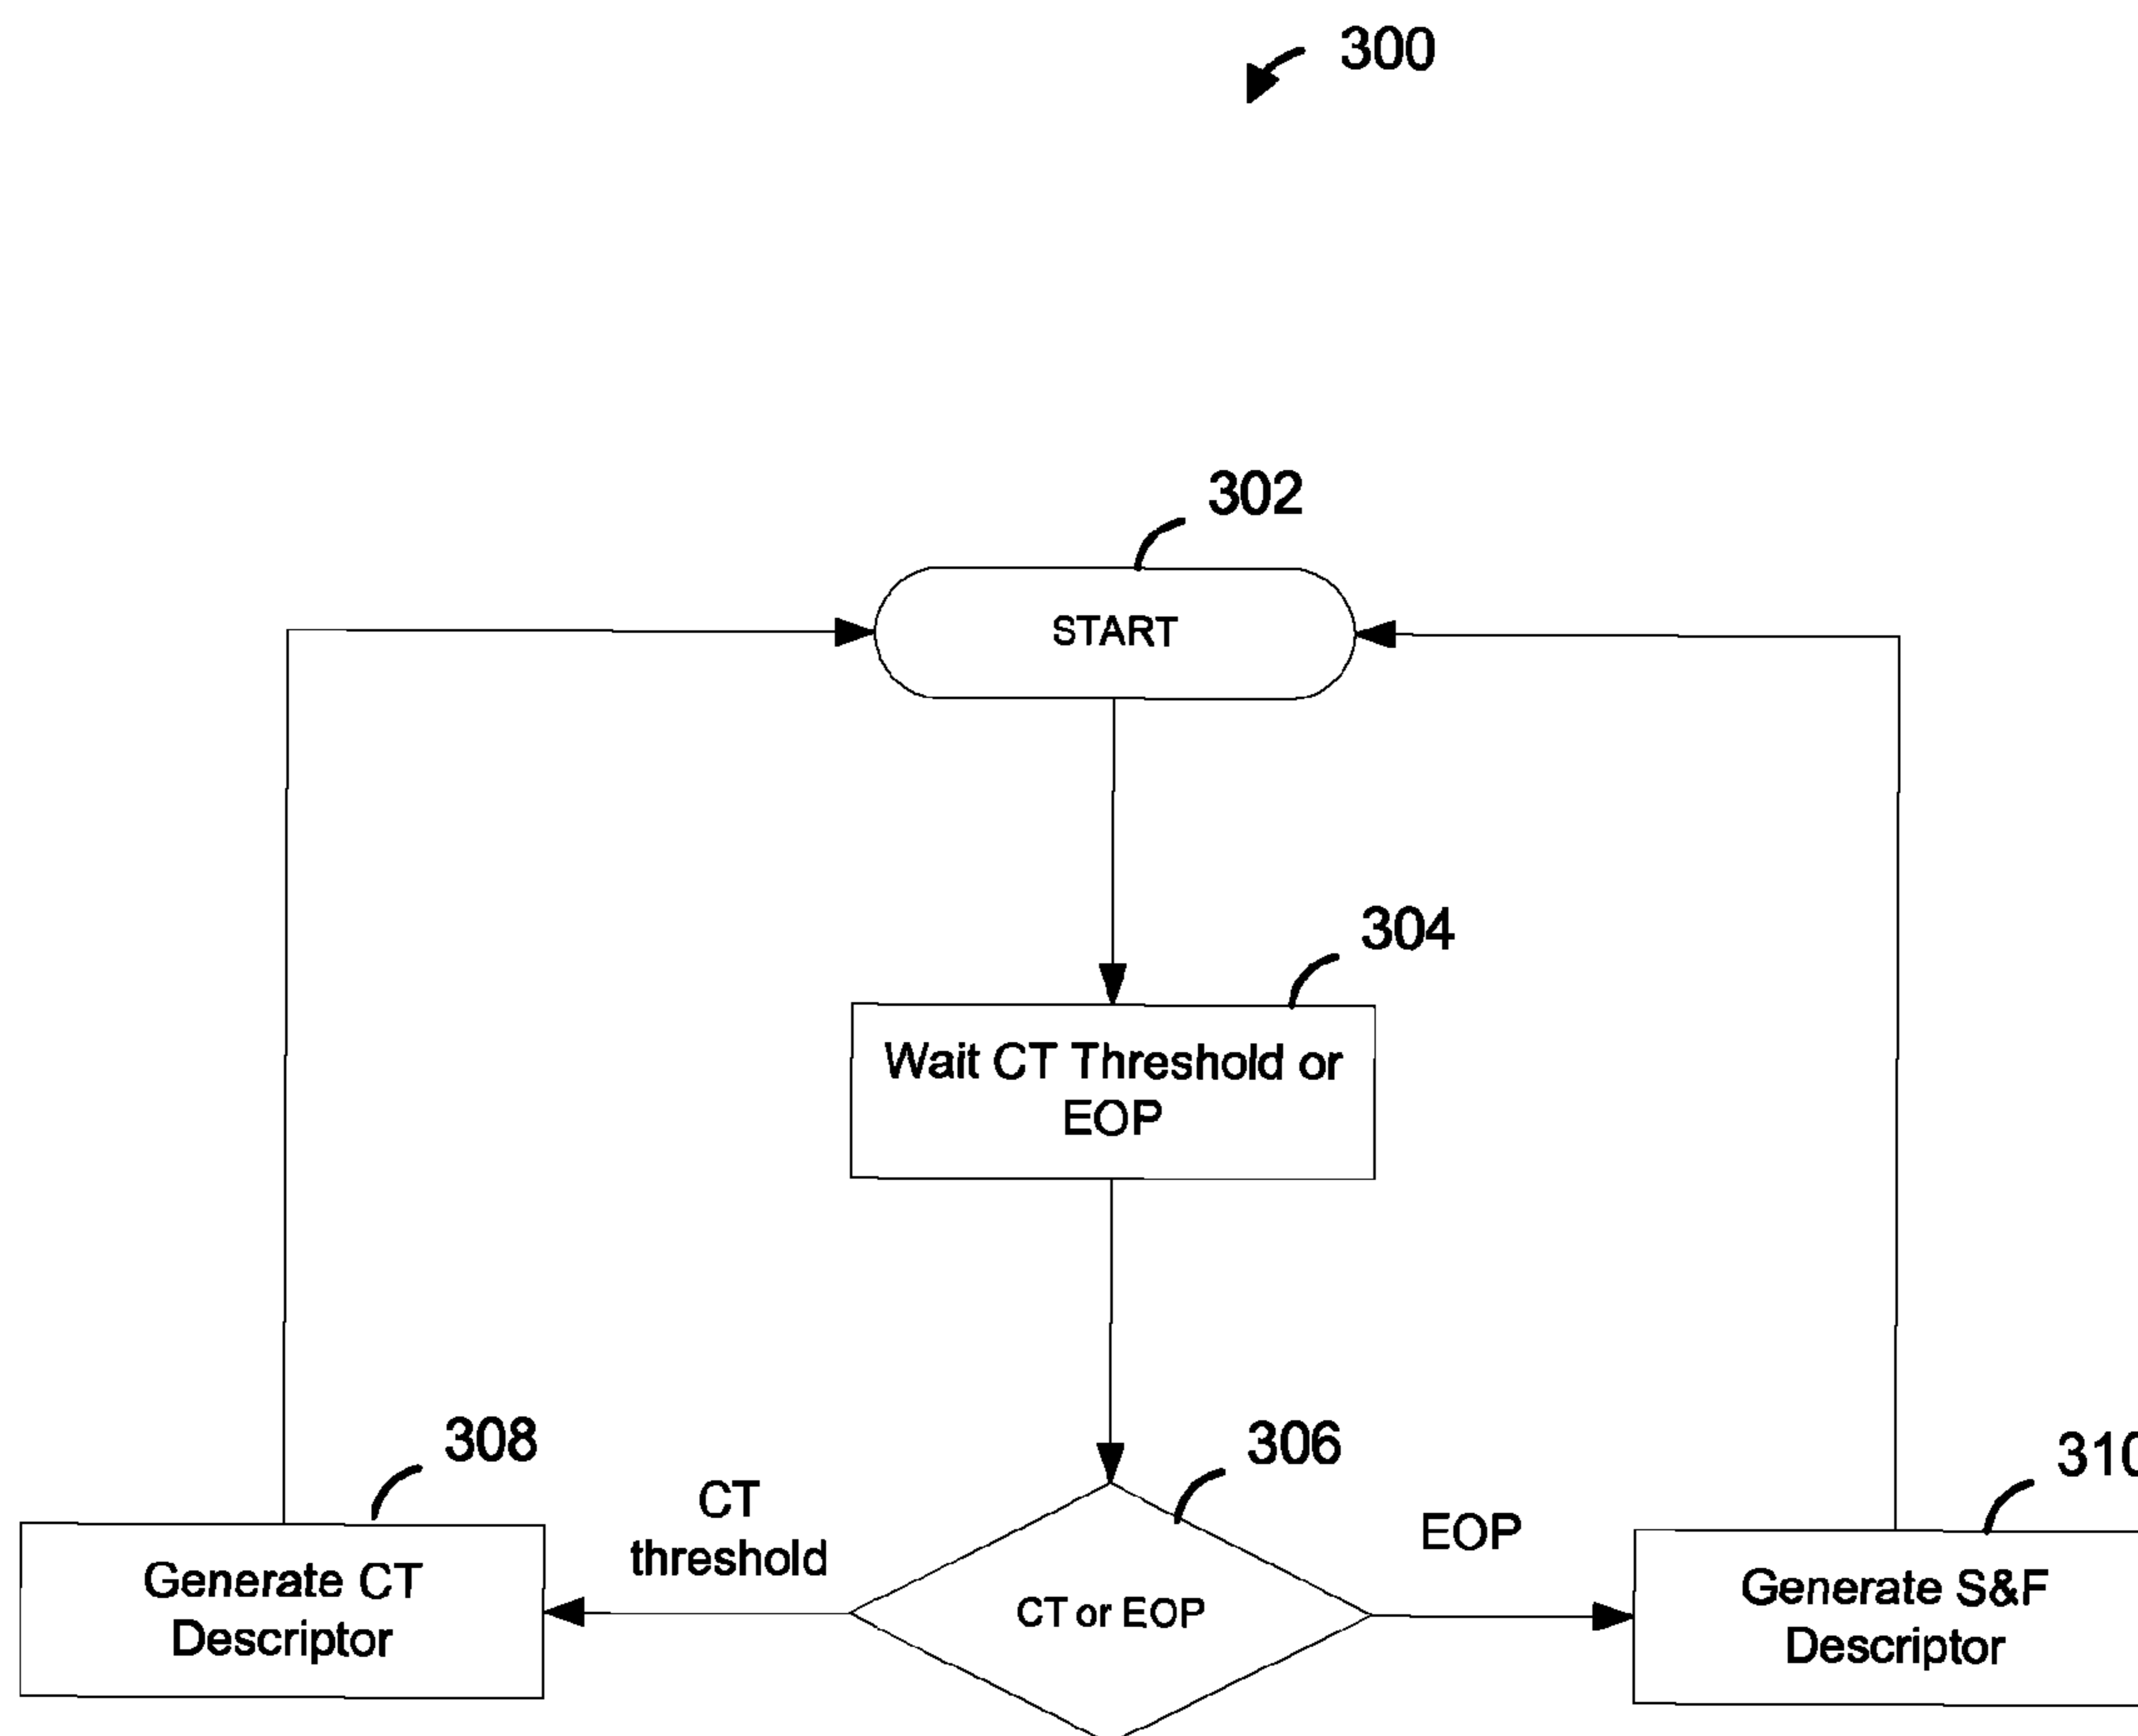 300
302
START
304
Wait CT Threshold or
EOP
308
306
310
CT
threshold
EOP
Generate CT
Descriptor
CT or EOP
Generate S&F
Descriptor